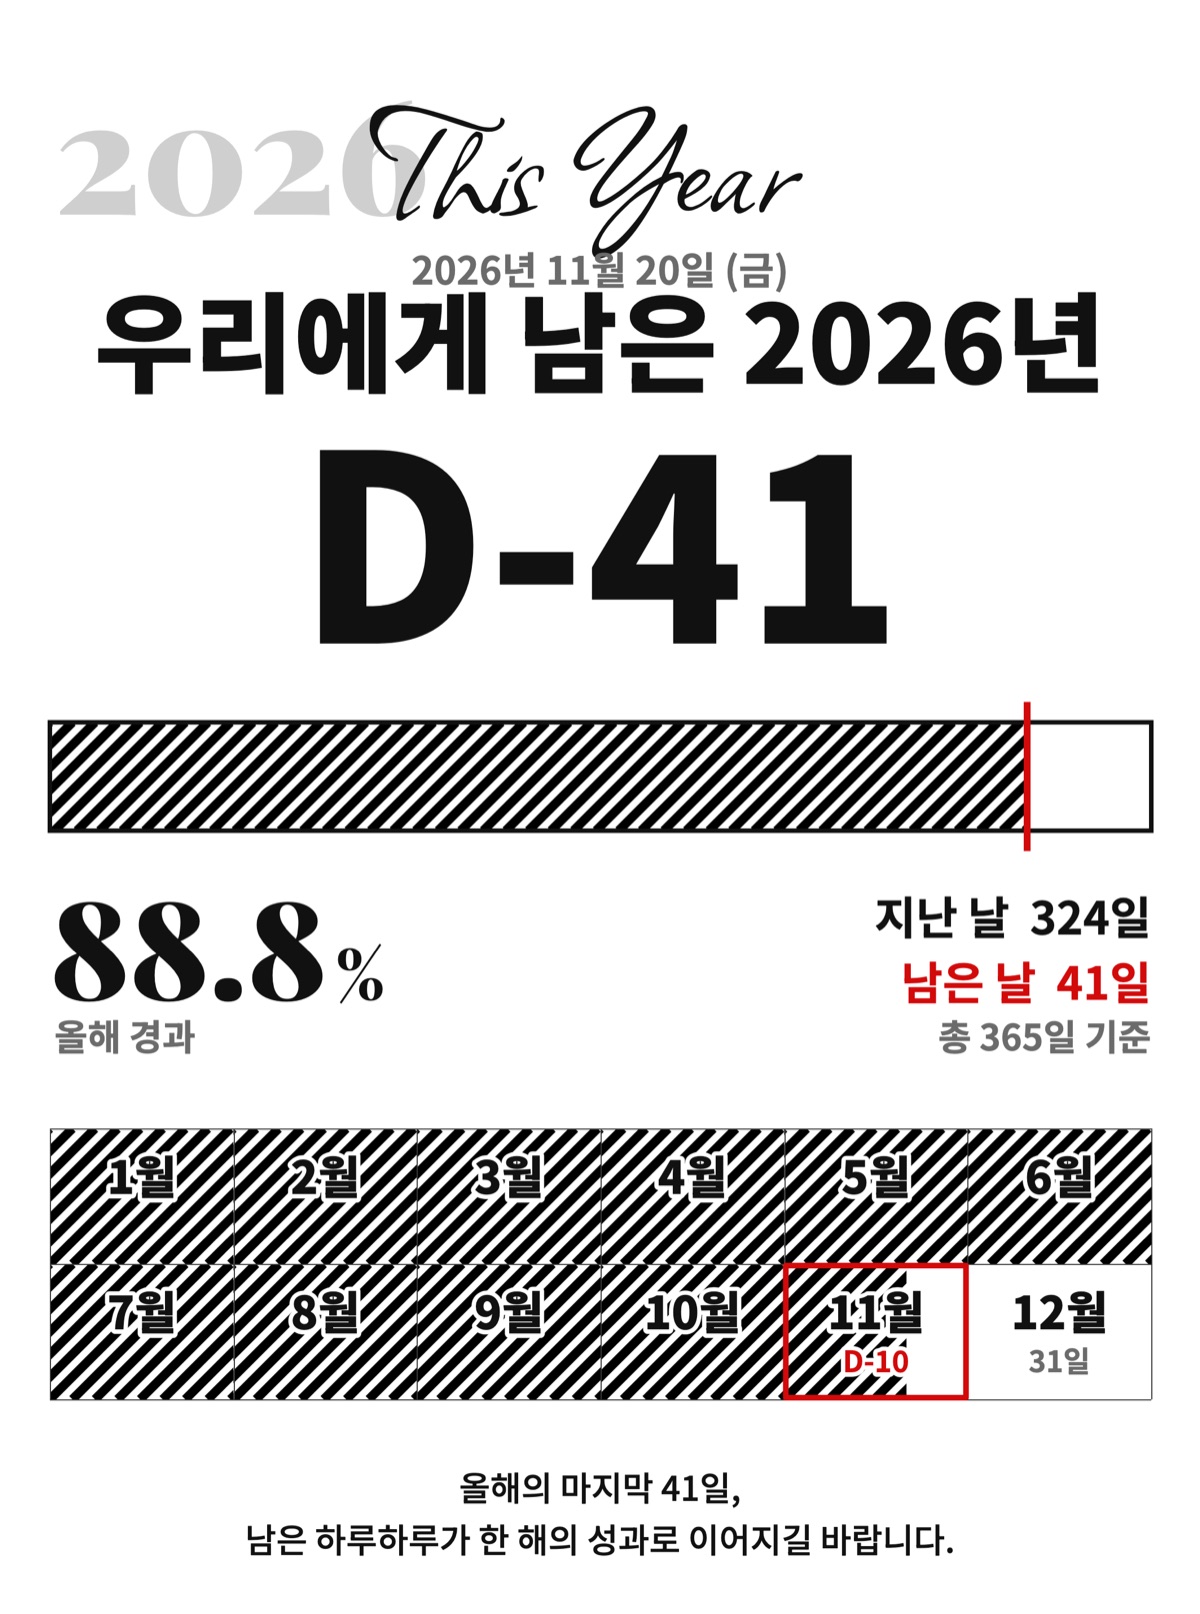 2026 This Year
2026년 11월 20일 (금)
우리에게 남은 2026년
D-41
88.8%
올해 경과
지난 날 324일
남은 날 41일
총 365일 기준
1월 2월 3월 4월 5월 6월
7월 8월 9월 10월 11월 12월
D-10 31일
올해의 마지막 41일,
남은 하루하루가 한 해의 성과로 이어지길 바랍니다.